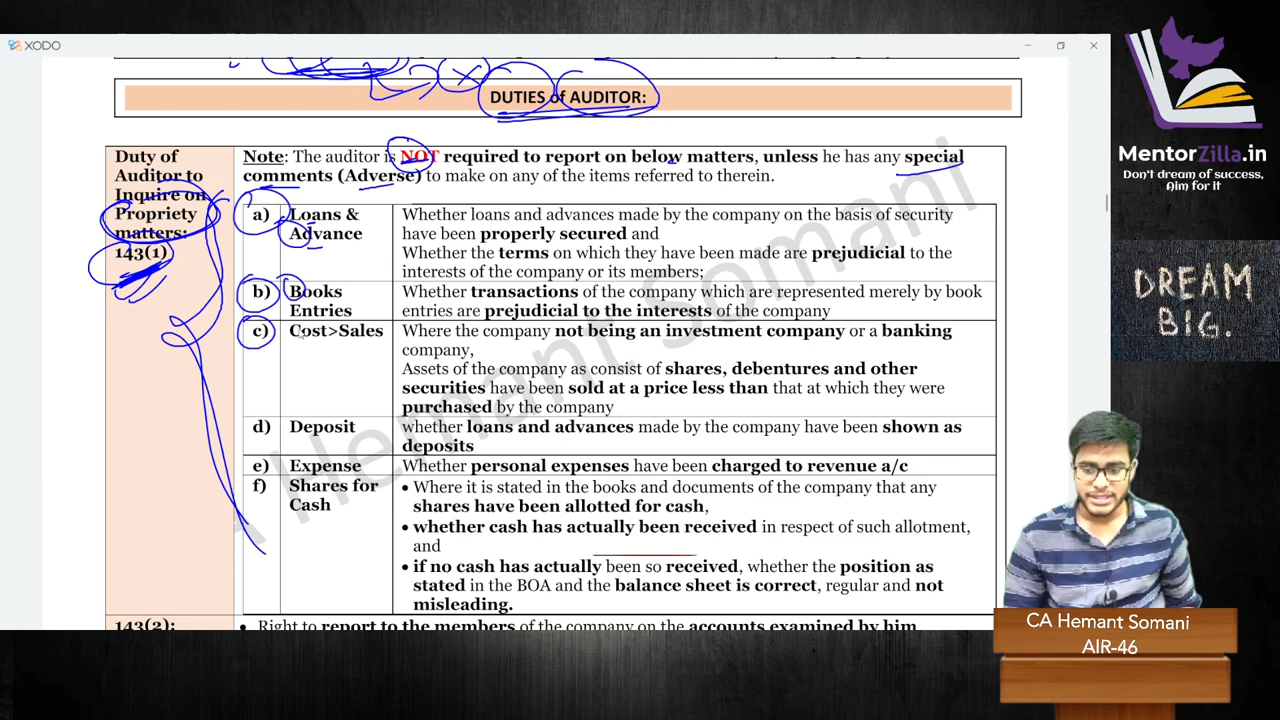 XODO
DUTIES of AUDITOR:
Duty of
Auditor to
Inquire on
Propriety
matters:
143(1)
Note: The auditor is NOT required to report on below matters, unless he has any special
comments (Adverse) to make on any of the items referred to therein.
a) Loans & Advance
Whether loans and advances made by the company on the basis of security
have been properly secured and
Whether the terms on which they have been made are prejudicial to the
interests of the company or its members;
b) Books Entries
Whether transactions of the company which are represented merely by book
entries are prejudicial to the interests of the company
c) Cost>Sales
Where the company not being an investment company or a banking
company,
Assets of the company as consist of shares, debentures and other
securities have been sold at a price less than that at which they were
purchased by the company
d) Deposit
whether loans and advances made by the company have been shown as
deposits
e) Expense
Whether personal expenses have been charged to revenue a/c
f) Shares for Cash
• Where it is stated in the books and documents of the company that any
shares have been allotted for cash,
• whether cash has actually been received in respect of such allotment,
and
• if no cash has actually been so received, whether the position as
stated in the BOA and the balance sheet is correct, regular and not
misleading.
143(2):
• Right to report to the members of the company on the accounts examined by him
A Hemant Somani
MentorZilla.in
Don't dream of success,
Aim for it
DREAM
BIG.
CA Hemant Somani
AIR-46